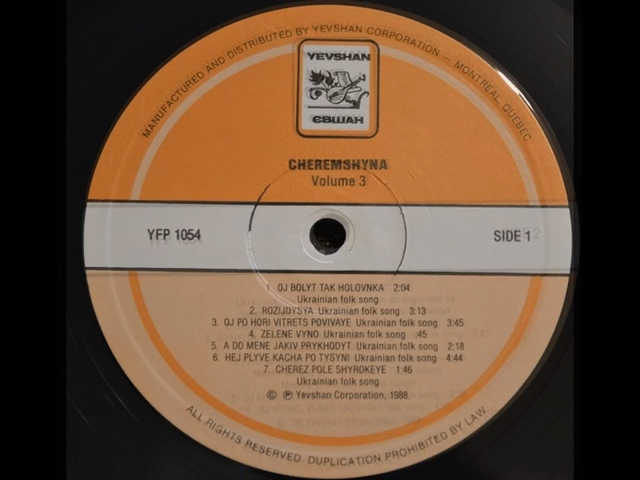 MANUFACTURED AND DISTRIBUTED BY YEVSHAN CORPORATION — MONTREAL, QUEBEC
YEVSHAN
ЄВШАН
CHEREMSHYNA
Volume 3
YFP 1054
SIDE 1
1. OJ BOLYT TAK HOLOVNKA 2:04
Ukrainian folk song
2. ROZIJDYSYA Ukrainian folk song 3:13
3. OJ PO HORI VITRETS POVIVAYE Ukrainian folk song 3:45
4. ZELENE VYNO Ukrainian folk song :45
5. A DO MENE JAKIV PRYKHODYT Ukrainian folk song 2:18
6. HEJ PLYVE KACHA PO TYSYNI Ukrainian folk song 4:44
7. CHEREZ POLE SHYROKEYE 1:46
Ukrainian folk song
© ℗ Yevshan Corporation, 1988.
ALL RIGHTS RESERVED. DUPLICATION PROHIBITED BY LAW.